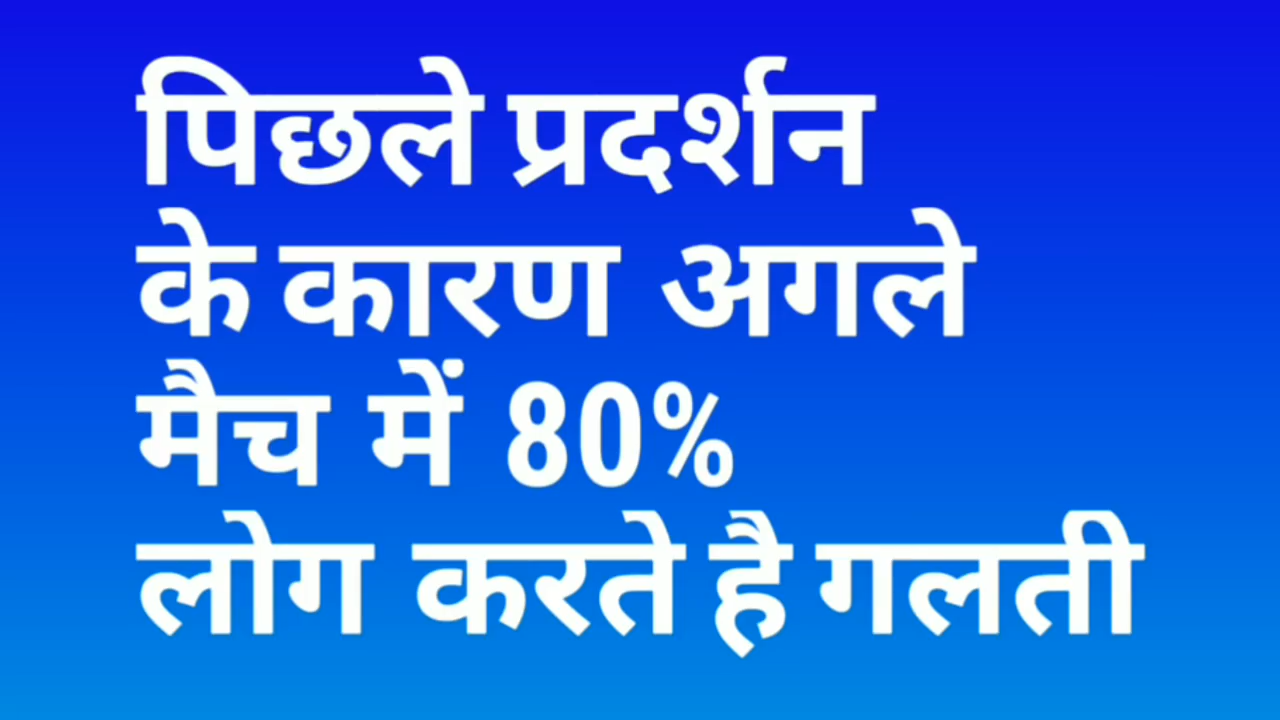 पिछले प्रदर्शन
के कारण अगले
मैच में 80%
लोग करते है गलती